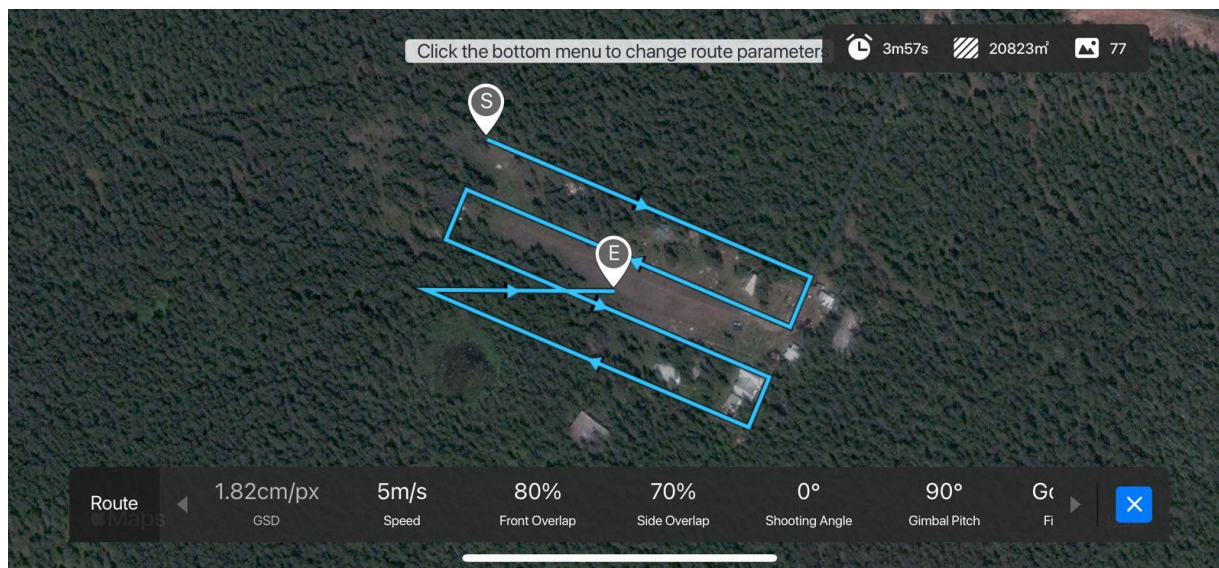 Click the bottom menu to change route parameters
3m57s 20823㎡ 77
S
E
Route
1.82cm/px 5m/s 80% 70% 0° 90°
GSD Speed Front Overlap Side Overlap Shooting Angle Gimbal Pitch Fi
Maps